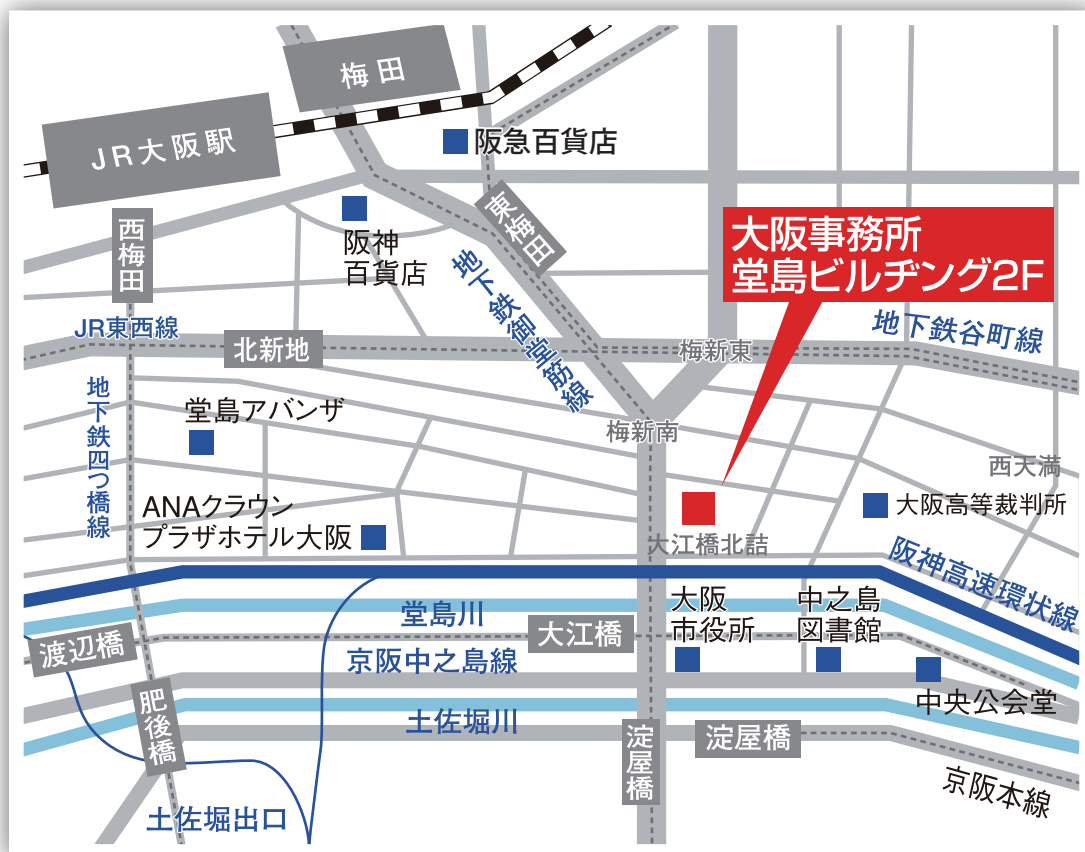 梅田
JR大阪駅
阪急百貨店
東梅田
西梅田
阪神
百貨店
大阪事務所
堂島ビルヂング2F
地下鉄御堂筋線
JR東西線
北新地
梅新東
地下鉄谷町線
地下鉄四つ橋線
堂島アバンザ
梅新南
西天満
ANAクラウン
プラザホテル大阪
大阪高等裁判所
大江橋北詰
阪神高速環状線
堂島川
大阪
市役所
中之島
図書館
渡辺橋
大江橋
京阪中之島線
中央公会堂
肥後橋
土佐堀川
淀屋橋
淀屋橋
京阪本線
土佐堀出口